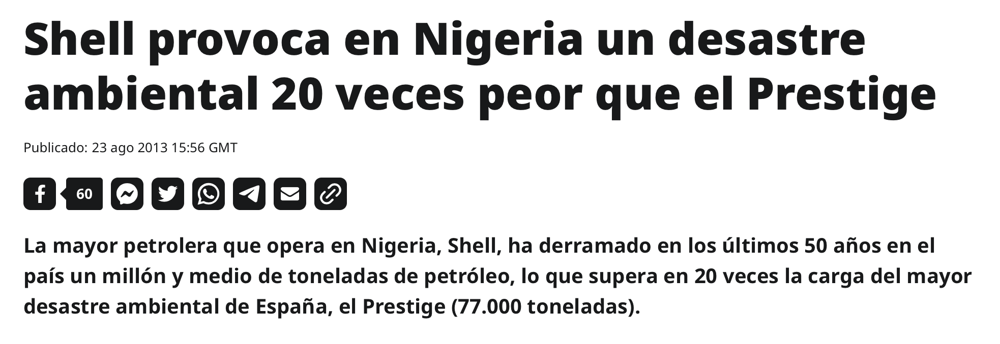 Shell provoca en Nigeria un desastre
ambiental 20 veces peor que el Prestige
Publicado: 23 ago 2013 15:56 GMT
60
La mayor petrolera que opera en Nigeria, Shell, ha derramado en los últimos 50 años en el
país un millón y medio de toneladas de petróleo, lo que supera en 20 veces la carga del mayor
desastre ambiental de España, el Prestige (77.000 toneladas).